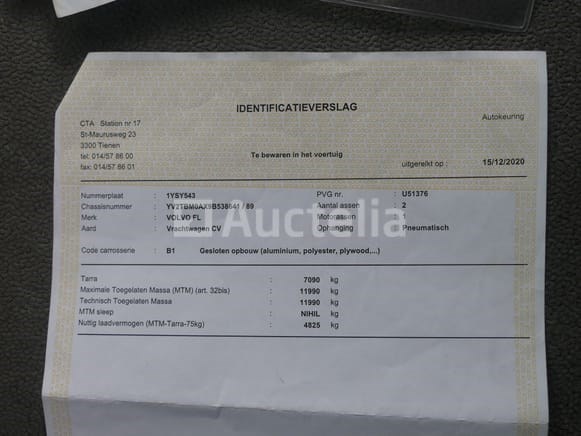 IDENTIFICATIEVERSLAG
Autokeuring
CTA Station nr 17
St-Maurusweg 23
3300 Tienen
tel: 014/57 86 00
fax: 014/57 86 01
Te bewaren in het voertuig
uitgereikt op : 15/12/2020
Nummerplaat : 1YSY543 PVG nr. : U51376
Chassisnummer : / 89 Aantal assen : 2
Merk : VOLVO FL Motorassen : 1
Aard : Vrachtwagen CV Ophanging : Pneumatisch
Auctelia
Code carrosserie : B1 Gesloten opbouw (aluminium, polyester, plywood,...)
Tarra : 7090 kg
Maximale Toegelaten Massa (MTM) (art. 32bis) : 11990 kg
Technisch Toegelaten Massa : 11990 kg
MTM sleep : NIHIL kg
Nuttig laadvermogen (MTM-Tarra-75kg) : 4825 kg